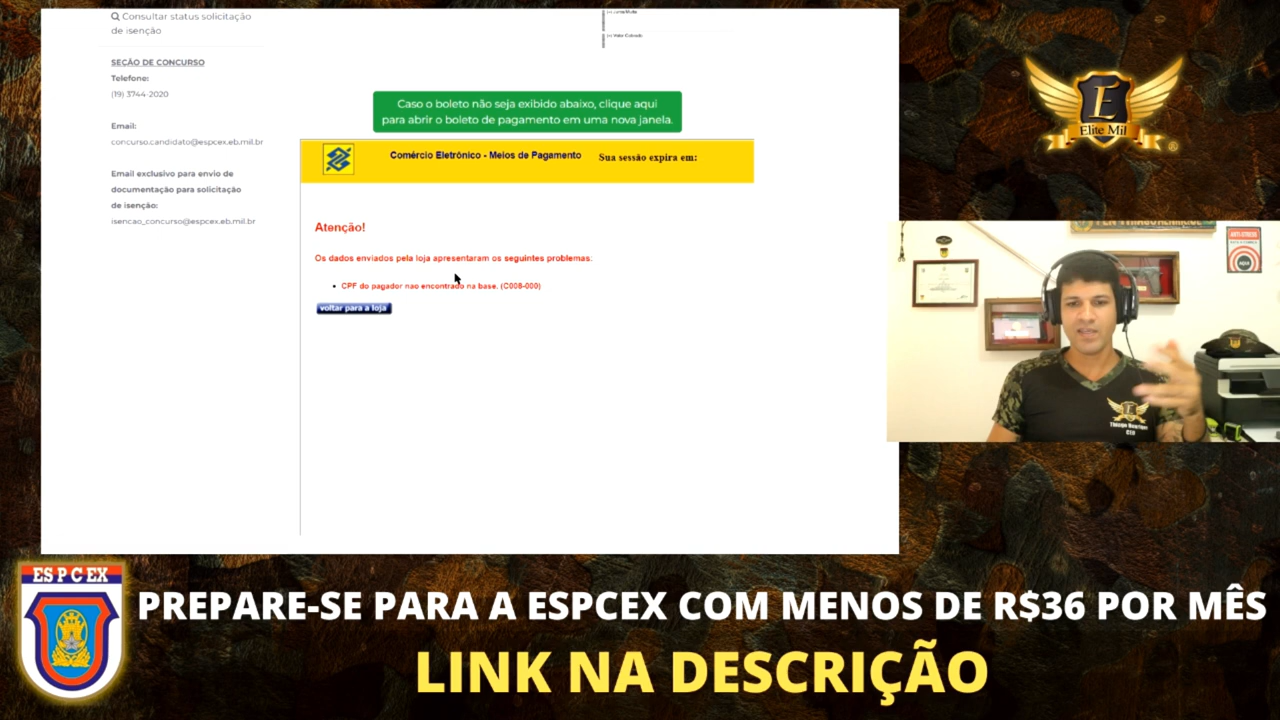 Consultar status solicitação
de isenção
SEÇÃO DE CONCURSO
Telefone:
(19) 3744-2020
Email:
concurso.candidato@espcex.eb.mil.br
Email exclusivo para envio de
documentação para solicitação
de isenção:
isencao_concurso@espcex.eb.mil.br
(=) Valor Cobrado
Caso o boleto não seja exibido abaixo, clique aqui
para abrir o boleto de pagamento em uma nova janela.
Comércio Eletrônico - Meios de Pagamento
Sua sessão expira em:
Atenção!
Os dados enviados pela loja apresentaram os seguintes problemas:
CPF do pagador nao encontrado na base. (C008-000)
voltar para a loja
E
Elite Mil
®
ANTI-STRESS
ESPCEX
PREPARE-SE PARA A ESPCEX COM MENOS DE R$36 POR MÊS
LINK NA DESCRIÇÃO